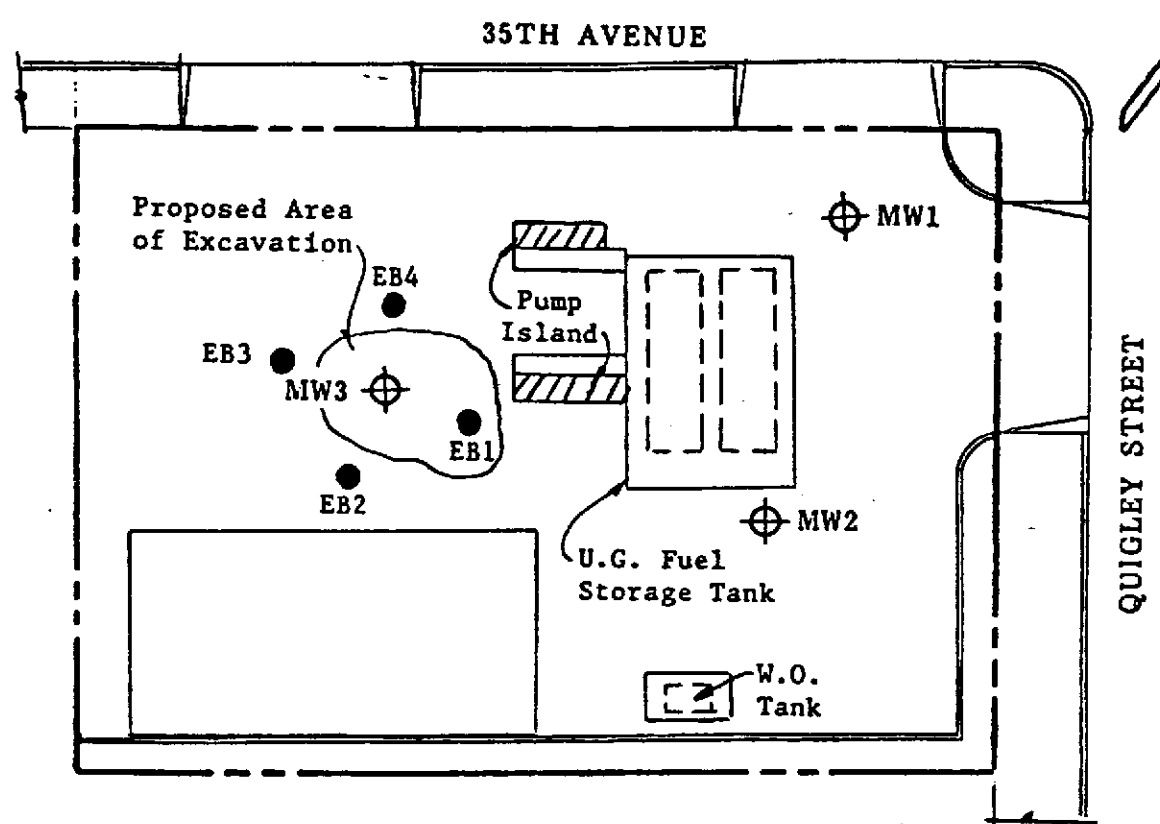 35TH AVENUE
Proposed Area
of Excavation
MW1
EB4
Pump
Island
EB3
MW3
EB1
EB2
MW2
U.G. Fuel
Storage Tank
W.O.
Tank
QUIGLEY STREET